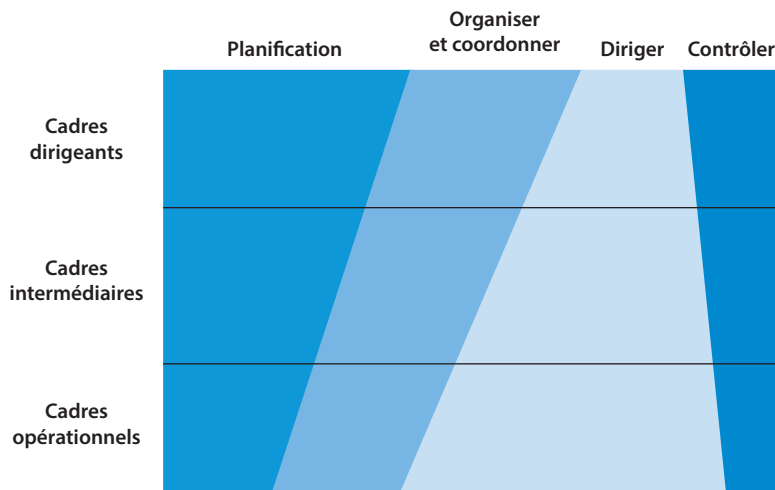 Planification
Organiser
et coordonner
Diriger
Contrôler
Cadres
dirigeants
Cadres
intermédiaires
Cadres
opérationnels